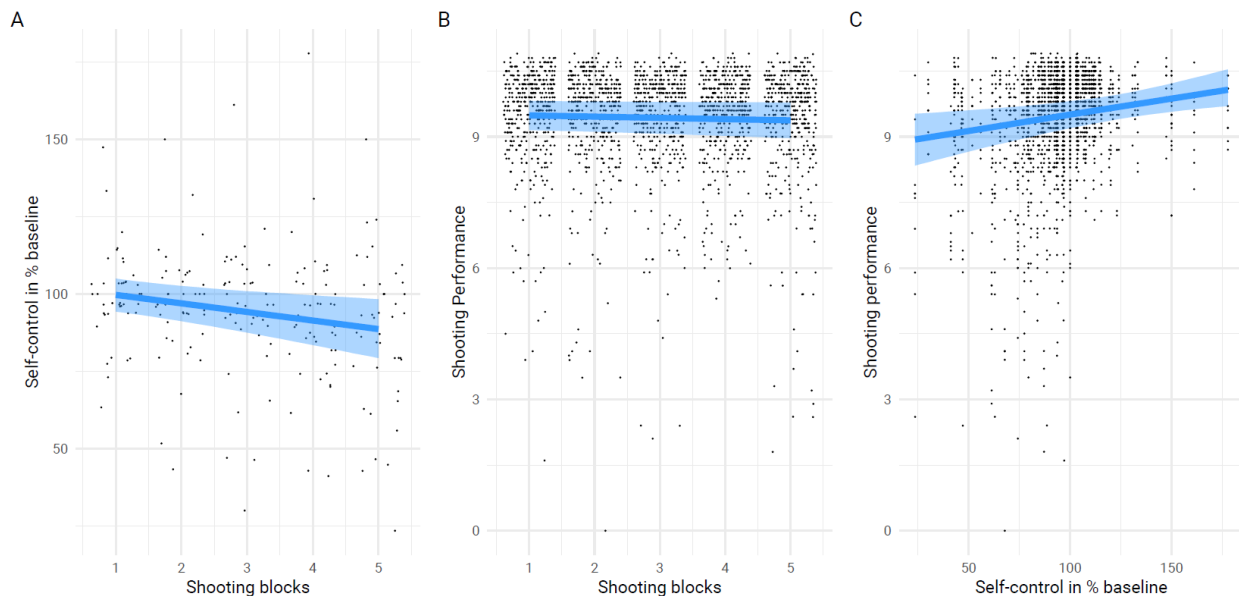 A
Self-control in % baseline
150
100
50
1 2 3 4 5
Shooting blocks
B
Shooting Performance
9
6
3
0
1 2 3 4 5
Shooting blocks
C
Shooting performance
9
6
3
0
50 100 150
Self-control in % baseline